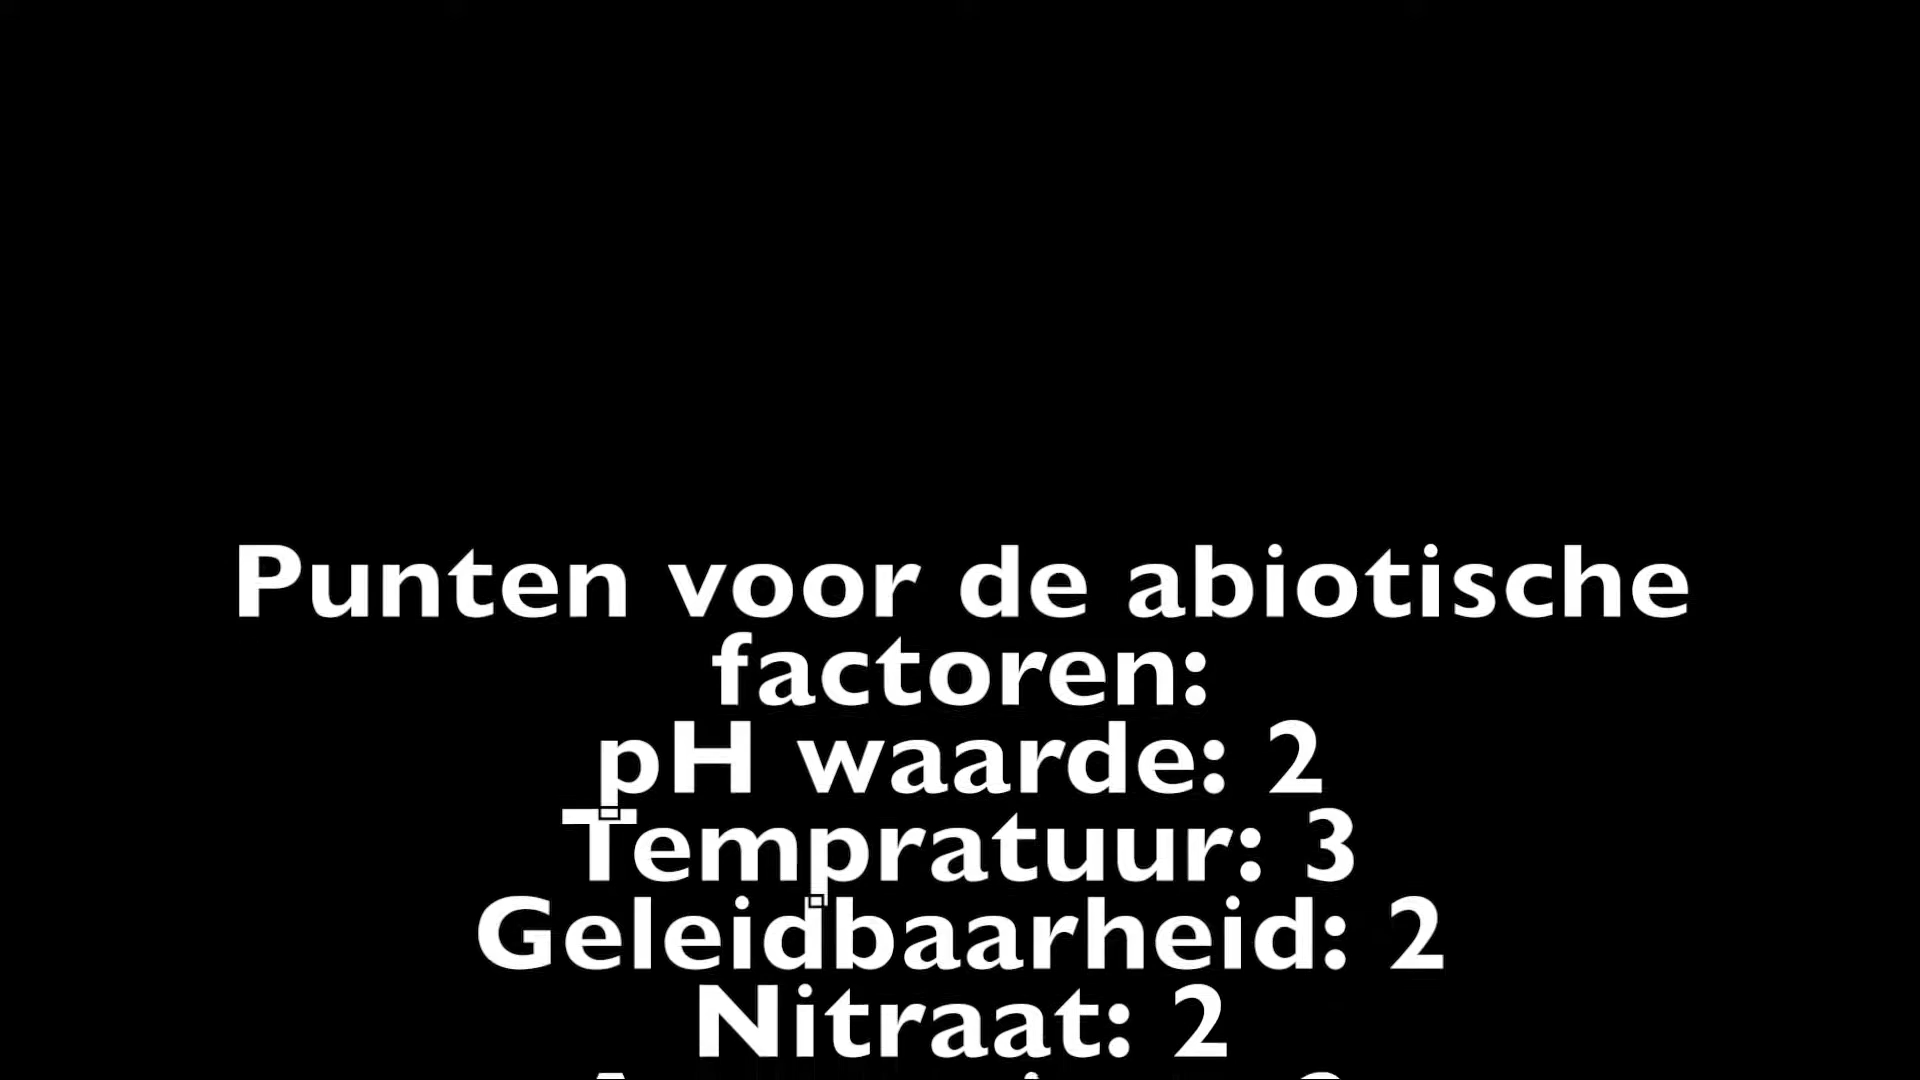 Punten voor de abiotische
factoren:
pH waarde: 2
Tempratuur: 3
Geleidbaarheid: 2
Nitraat: 2